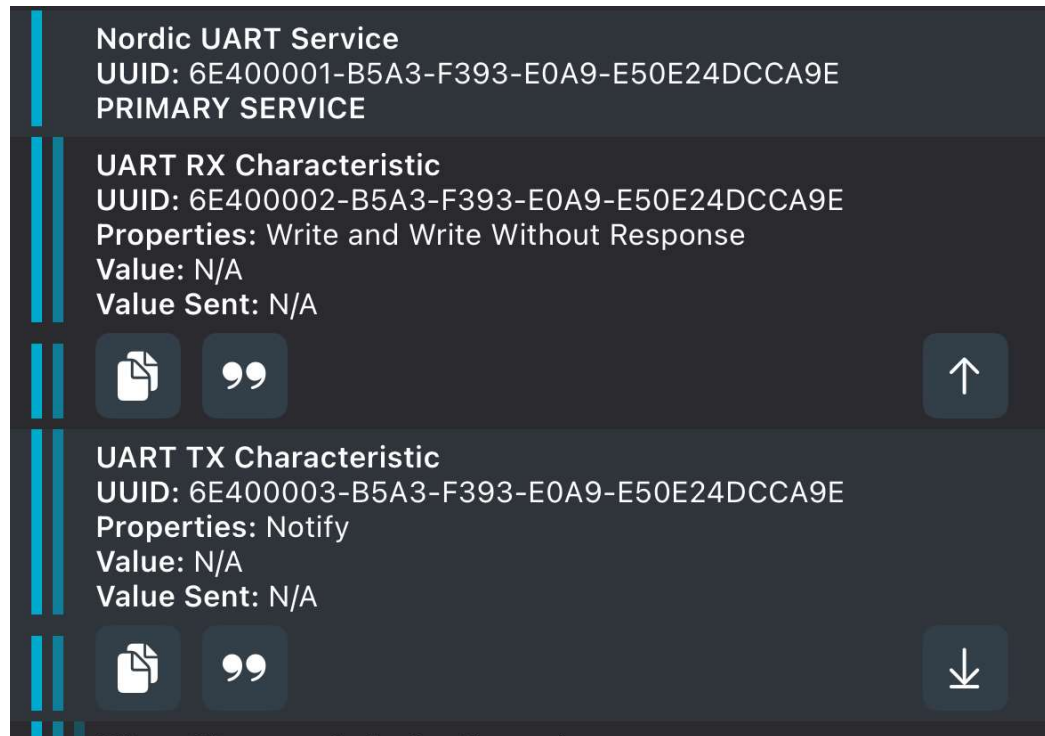 Nordic UART Service
UUID: 6E400001-B5A3-F393-E0A9-E50E24DCCA9E
PRIMARY SERVICE
UART RX Characteristic
UUID: 6E400002-B5A3-F393-E0A9-E50E24DCCA9E
Properties: Write and Write Without Response
Value: N/A
Value Sent: N/A
UART TX Characteristic
UUID: 6E400003-B5A3-F393-E0A9-E50E24DCCA9E
Properties: Notify
Value: N/A
Value Sent: N/A